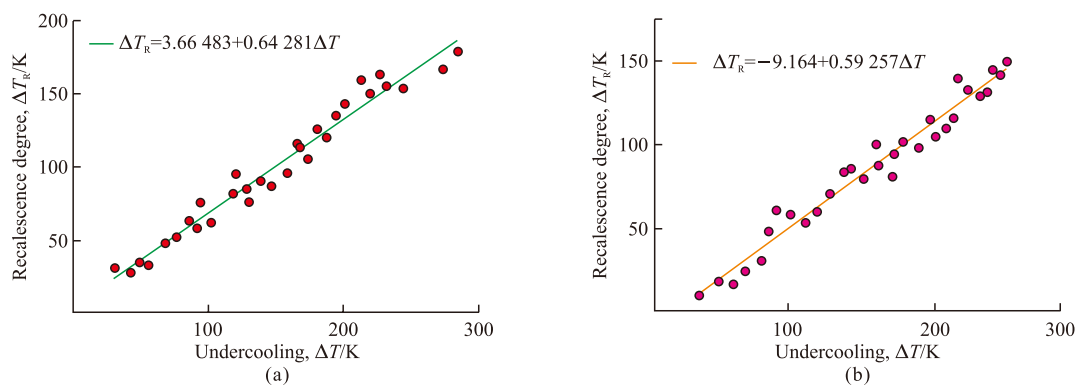 200
150
100
50
Recalescence degree, ΔT_R/K
ΔT_R=3.66 483+0.64 281ΔT
100
200
300
Undercooling, ΔT/K
(a)
150
100
50
Recalescence degree, ΔT_R/K
ΔT_R=−9.164+0.59 257ΔT
100
200
300
Undercooling, ΔT/K
(b)